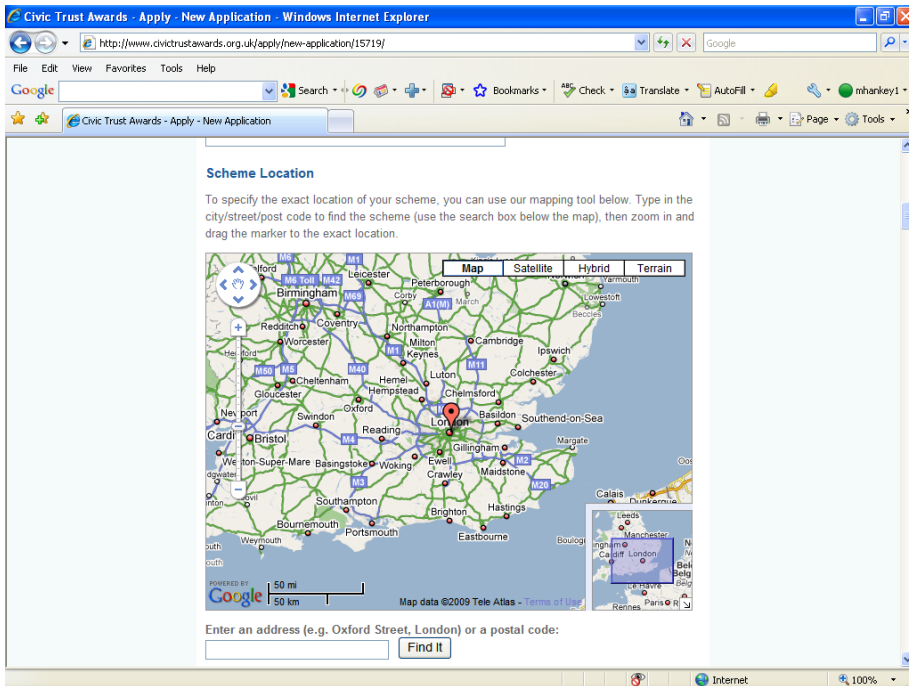 Civic Trust Awards - Apply - New Application - Windows Internet Explorer
http://www.civictrustawards.org.uk/apply/new-application/15719/
Google
File Edit View Favorites Tools Help
Google Search Bookmarks Check Translate AutoFill mhankey1
Civic Trust Awards - Apply - New Application
Page Tools
Scheme Location
To specify the exact location of your scheme, you can use our mapping tool below. Type in the
city/street/post code to find the scheme (use the search box below the map), then zoom in and
drag the marker to the exact location.
Map Satellite Hybrid Terrain
M6 M1
Telford Leicester Peterborough Yarmouth
M6 Toll M42
Birmingham M69 Corby A1(M) March Lowestoft
Beccles
Redditch Coventry Northampton
Worcester Milton Keynes Cambridge
M1 Ipswich
M50 M5 M40 M11
Cheltenham Hemel Hempstead Luton Colchester
Gloucester Chelmsford
Newport Swindon Oxford London Basildon Southend-on-Sea
Bristol M4 Reading Gillingham Margate
Weston-Super-Mare Basingstoke Woking Ewell M2
Crawley Maidstone
M3 M20
Calais
Southampton Hastings Dunkerque
Bournemouth Brighton
Weymouth Portsmouth Eastbourne
Leeds
Manchester
Cardiff London
Le Havre
Rennes Paris
POWERED BY
Google
50 mi
50 km
Map data ©2009 Tele Atlas - Terms of Use
Enter an address (e.g. Oxford Street, London) or a postal code:
Find It
Internet 100%